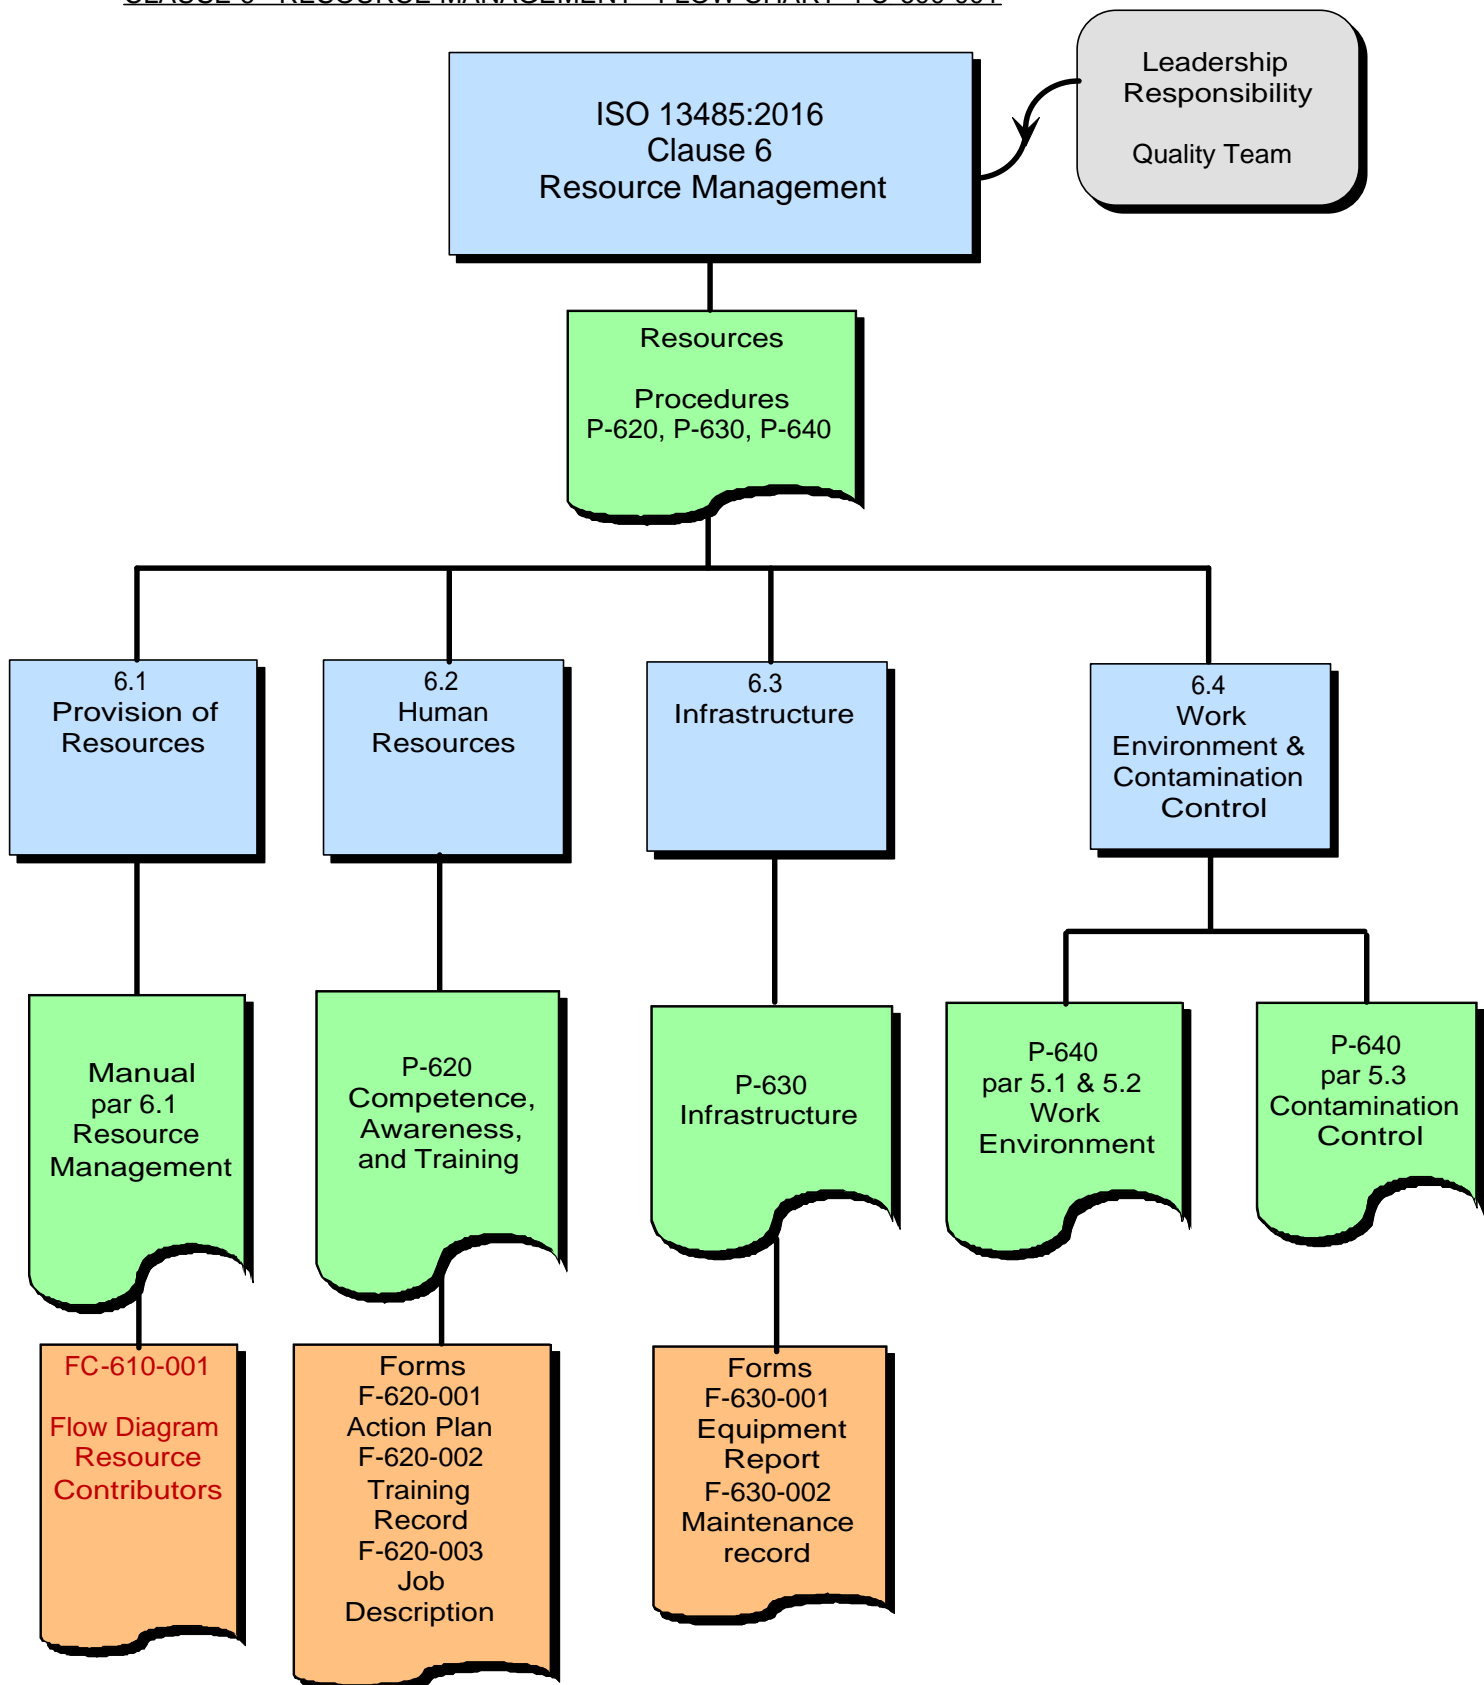 ISO 13485:2016
Clause 6
Resource Management
Leadership
Responsibility
Quality Team
Resources
Procedures
P-620, P-630, P-640
6.1
Provision of
Resources
6.2
Human
Resources
6.3
Infrastructure
6.4
Work
Environment &
Contamination
Control
Manual
par 6.1
Resource
Management
P-620
Competence,
Awareness,
and Training
P-630
Infrastructure
P-640
par 5.1 & 5.2
Work
Environment
P-640
par 5.3
Contamination
Control
FC-610-001
Flow Diagram
Resource
Contributors
Forms
F-620-001
Action Plan
F-620-002
Training
Record
F-620-003
Job
Description
Forms
F-630-001
Equipment
Report
F-630-002
Maintenance
record